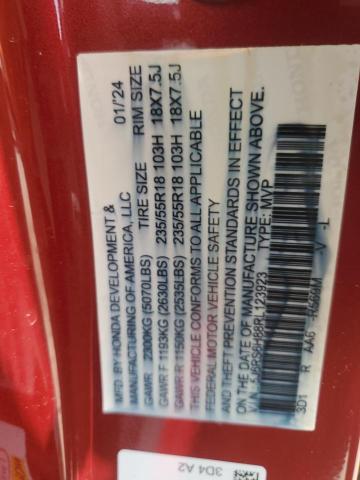 MFD. BY HONDA DEVELOPMENT &
MANUFACTURING OF AMERICA, LLC 01/'24
GVWR 2300KG (5070LBS) TIRE SIZE RIM SIZE
GAWR F 1193KG (2630LBS) 235/55R18 103H 18X7.5J
GAWR R 1150KG (2535LBS) 235/55R18 103H 18X7.5J
THIS VEHICLE CONFORMS TO ALL APPLICABLE
FEDERAL MOTOR VEHICLE SAFETY
AND THEFT PREVENTION STANDARDS IN EFFECT
ON THE DATE OF MANUFACTURE SHOWN ABOVE.
V.I.N. TYPE: MPV
3D1 R AA6 V -L
3D4 A2